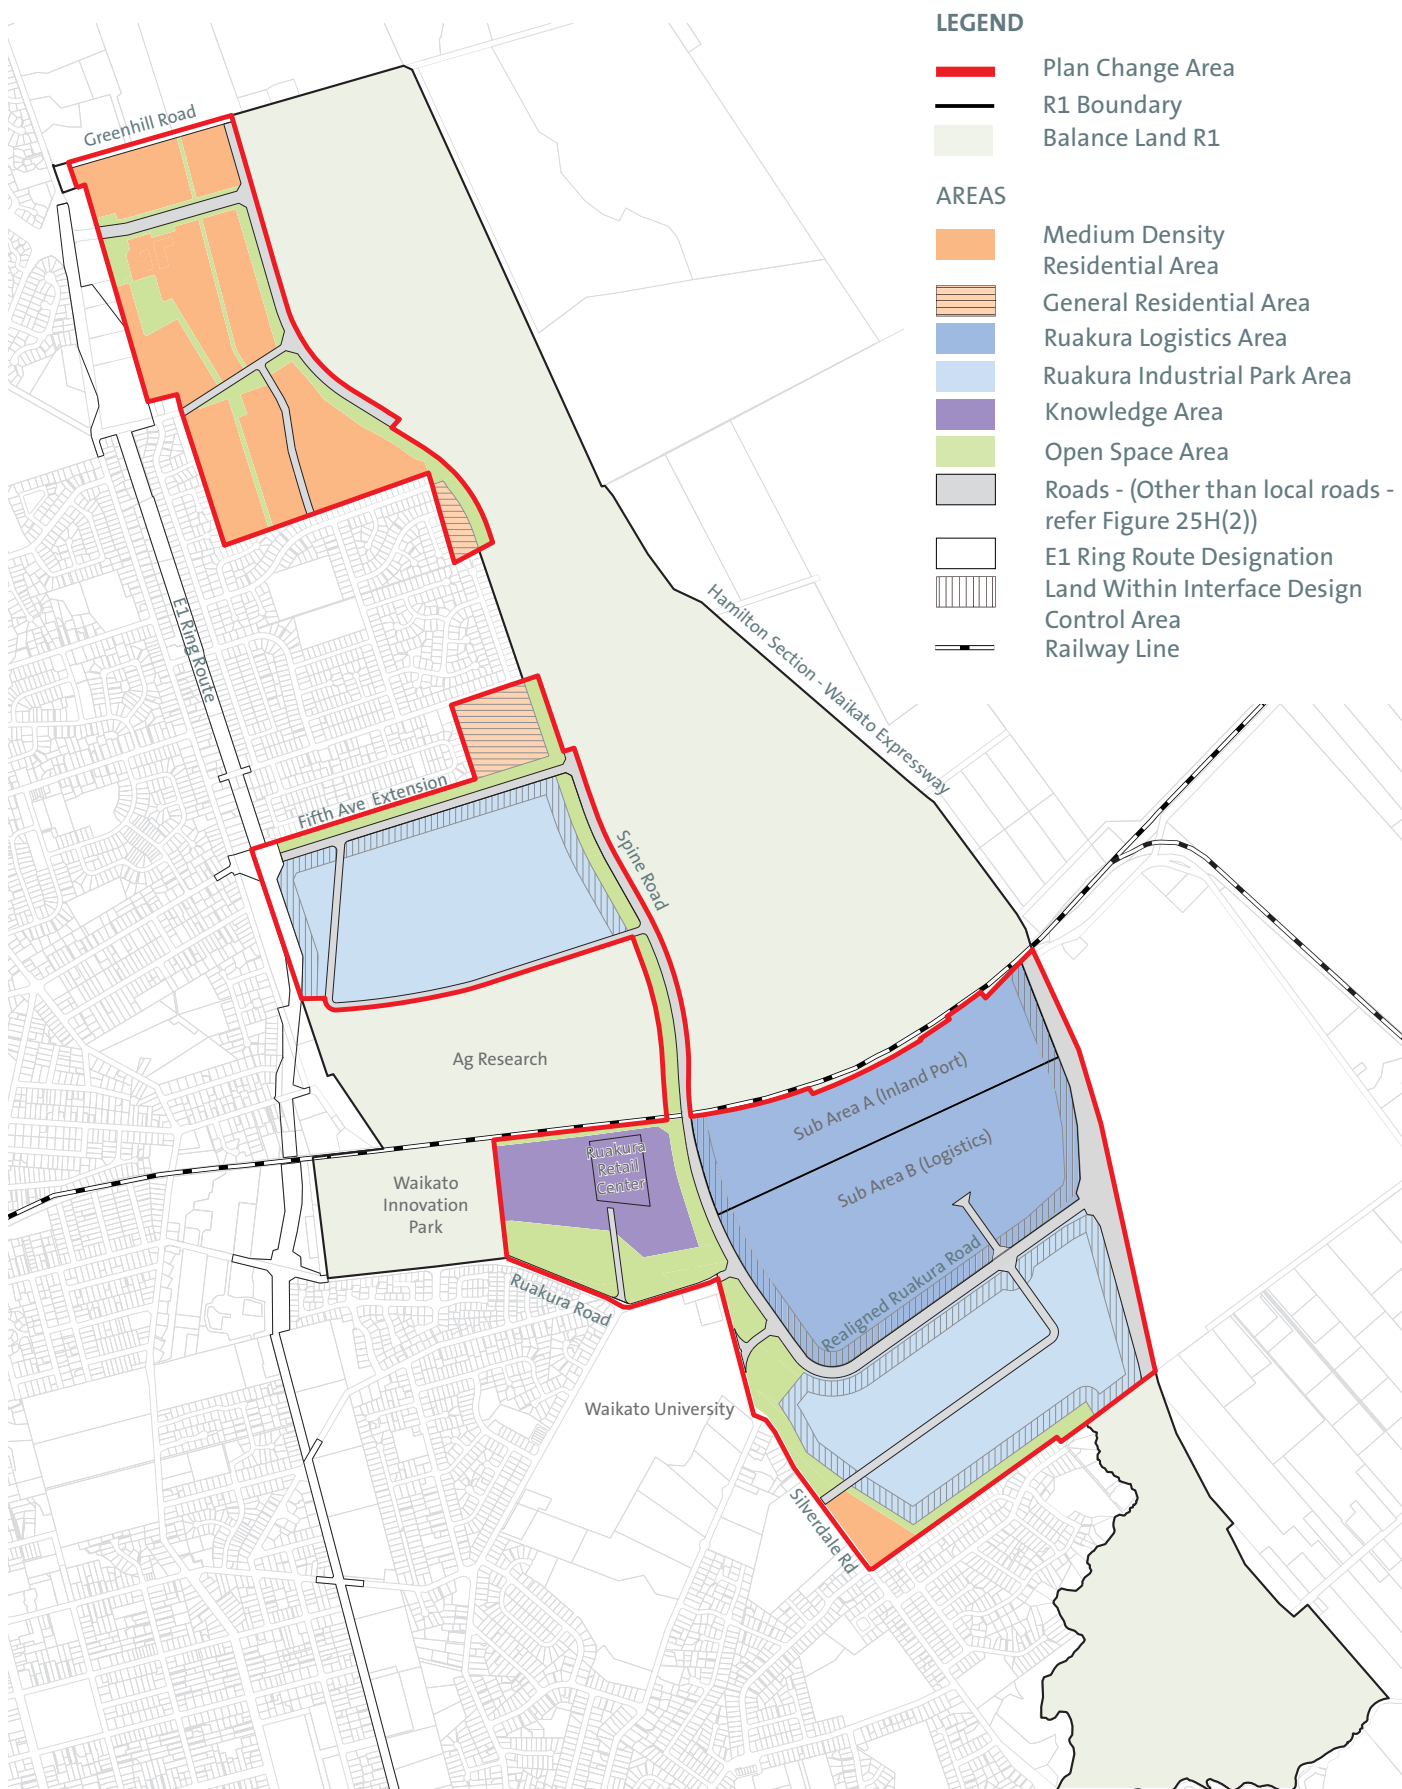 LEGEND
Plan Change Area
R1 Boundary
Balance Land R1
AREAS
Medium Density
Residential Area
General Residential Area
Ruakura Logistics Area
Ruakura Industrial Park Area
Knowledge Area
Open Space Area
Roads - (Other than local roads -
refer Figure 25H(2))
E1 Ring Route Designation
Land Within Interface Design
Control Area
Railway Line
Greenhill Road
E1 Ring Route
Hamilton Section - Waikato Expressway
Fifth Ave Extension
Spine Road
Ag Research
Sub Area A (Inland Port)
Sub Area B (Logistics)
Ruakura
Retail
Center
Waikato
Innovation
Park
Ruakura Road
Realigned Ruakura Road
Waikato University
Silverdale Rd